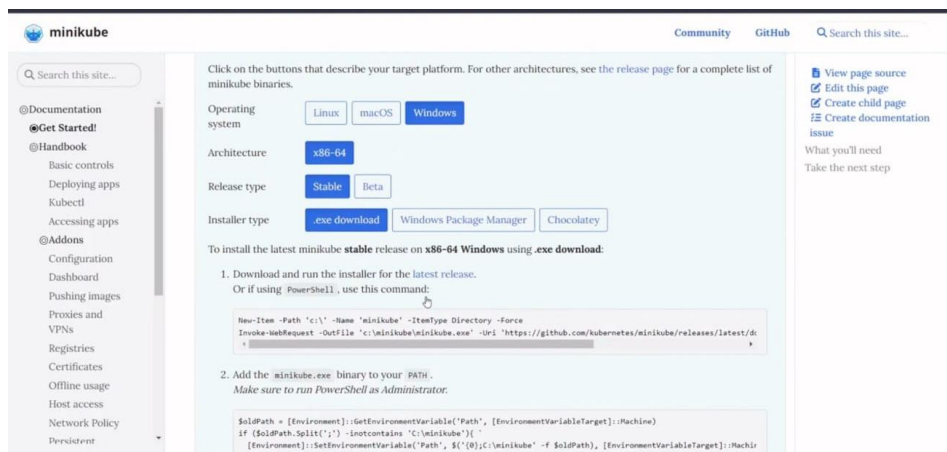 minikube
Community
GitHub
Search this site...
Search this site...
Documentation
Get Started!
Handbook
Basic controls
Deploying apps
Kubectl
Accessing apps
Addons
Configuration
Dashboard
Pushing images
Proxies and
VPNs
Registries
Certificates
Offline usage
Host access
Network Policy
Persistent
Click on the buttons that describe your target platform. For other architectures, see the release page for a complete list of
minikube binaries.
Operating
system
Linux
macOS
Windows
Architecture
x86-64
Release type
Stable
Beta
Installer type
.exe download
Windows Package Manager
Chocolatey
To install the latest minikube stable release on x86-64 Windows using .exe download:
1. Download and run the installer for the latest release.
Or if using PowerShell, use this command:
New-Item -Path 'c:\' -Name 'minikube' -ItemType Directory -Force
Invoke-WebRequest -OutFile 'c:\minikube\minikube.exe' -Uri 'https://github.com/kubernetes/minikube/releases/latest/dc
2. Add the minikube.exe binary to your PATH.
Make sure to run PowerShell as Administrator.
$oldPath = [Environment]::GetEnvironmentVariable('Path', [EnvironmentVariableTarget]::Machine)
if ($oldPath.Split(';') -inotcontains 'C:\minikube'){ `
[Environment]::SetEnvironmentVariable('Path', $('{0};C:\minikube' -f $oldPath), [EnvironmentVariableTarget]::Machin
View page source
Edit this page
Create child page
Create documentation
issue
What you'll need
Take the next step